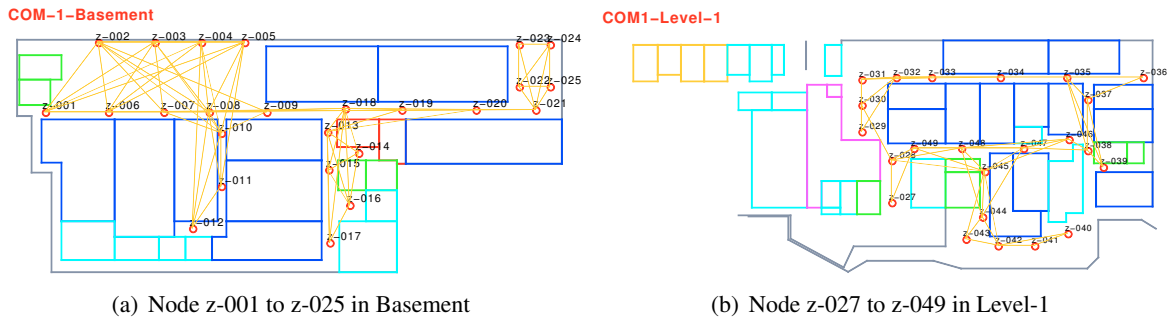 COM-1-Basement
z-002 z-003 z-004 z-005 z-023 z-024
z-022 z-025
z-001 z-006 z-007 z-008 z-009 z-018 z-019 z-020 z-021
z-010 z-013
z-014
z-011 z-015
z-016
z-012
z-017
(a) Node z-001 to z-025 in Basement
COM1-Level-1
z-031 z-032 z-033 z-034 z-035 z-036
z-030 z-037
z-029
z-028 z-049 z-048 z-047 z-046 z-038
z-045 z-039
z-027
z-044
z-043 z-042 z-041 z-040
(b) Node z-027 to z-049 in Level-1